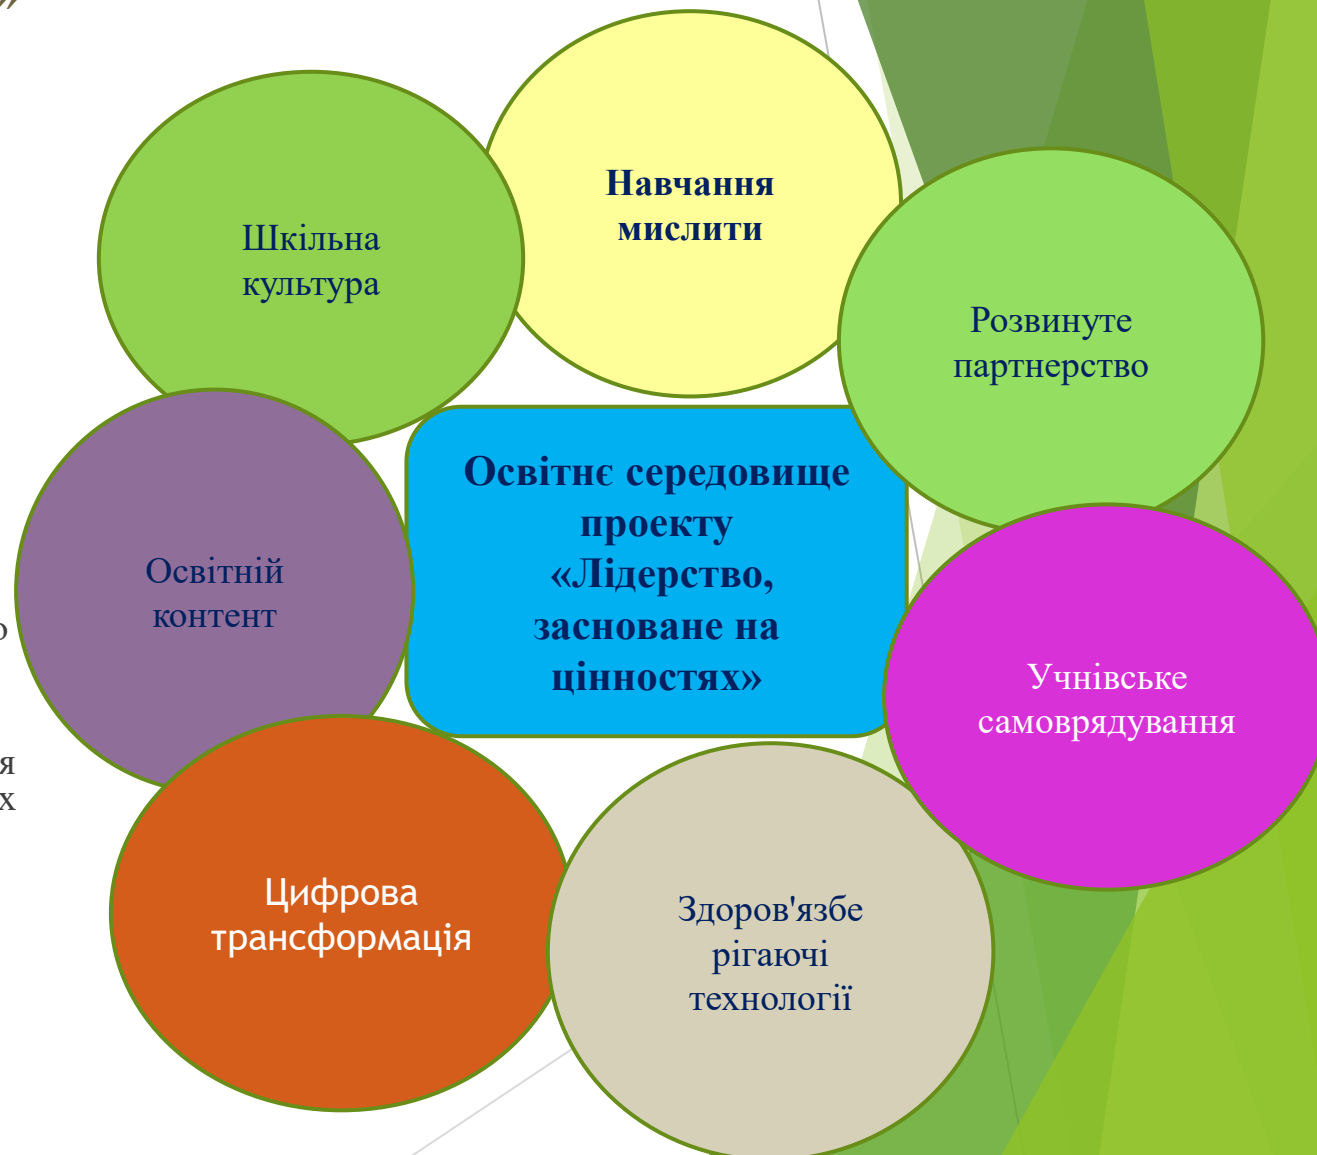 »
Навчання
мислити
Шкільна
культура
Розвинуте
партнерство
Освітнє середовище
проекту
«Лідерство,
засноване на
цінностях»
Освітній
контент
о
Учнівське
самоврядування
я
х
Цифрова
трансформація
Здоров'язбе
рігаючі
технології